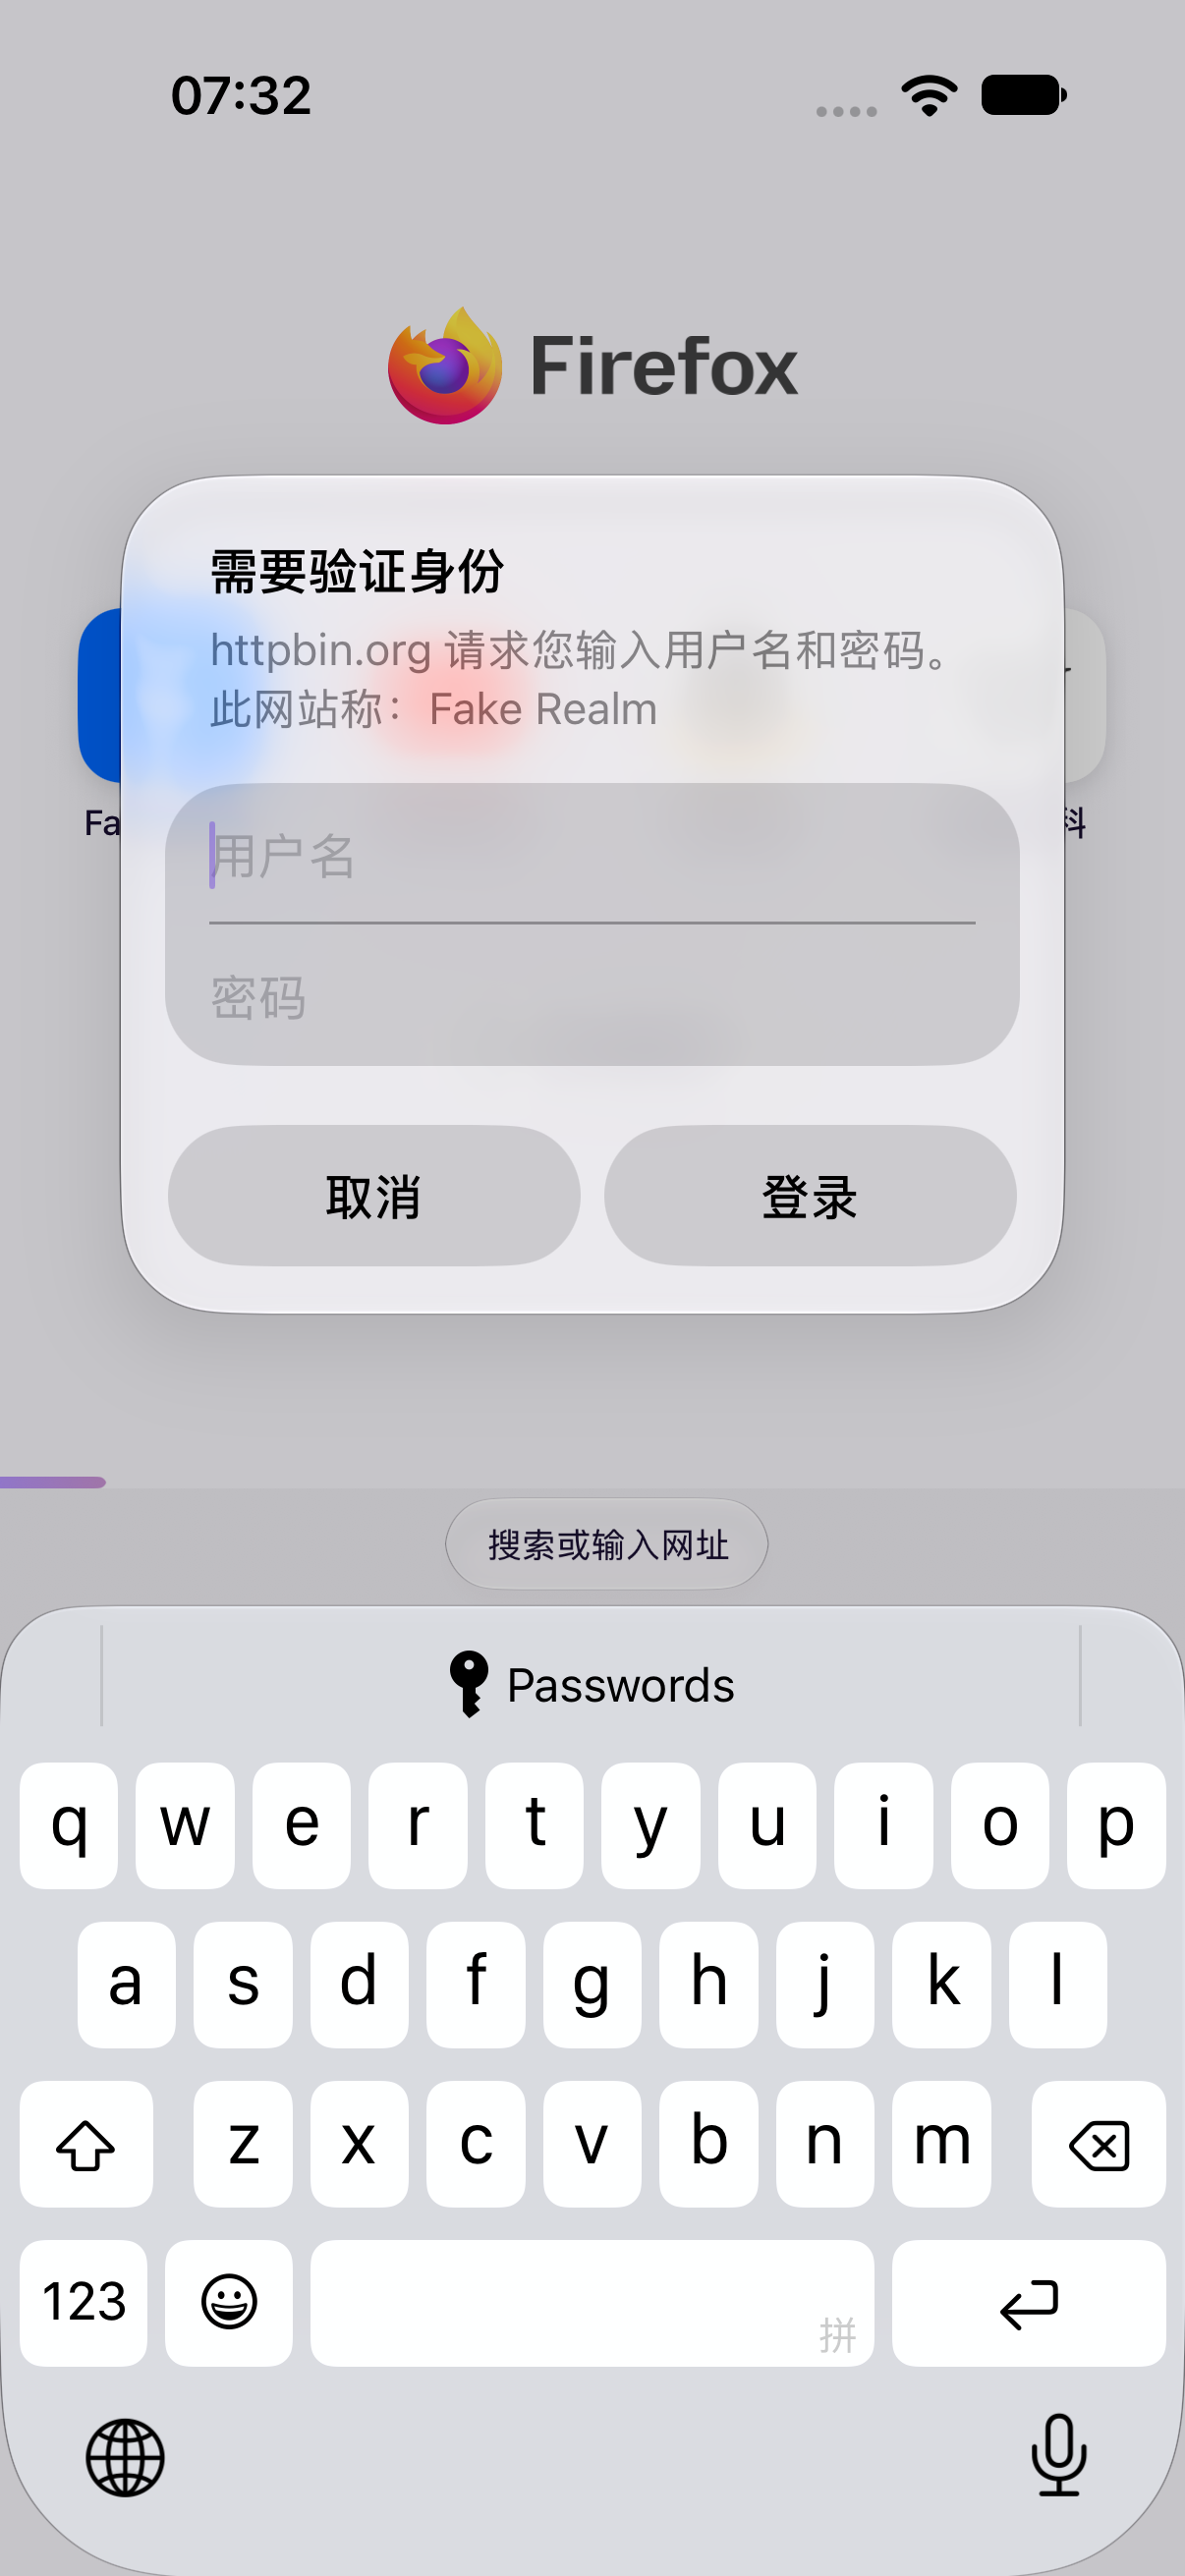 07:32
Firefox
需要验证身份
httpbin.org 请求您输入用户名和密码。
此网站称：Fake Realm
Fa
科
用户名
密码
取消
登录
搜索或输入网址
Passwords
q w e r t y u i o p
a s d f g h j k l
z x c v b n m
123
拼